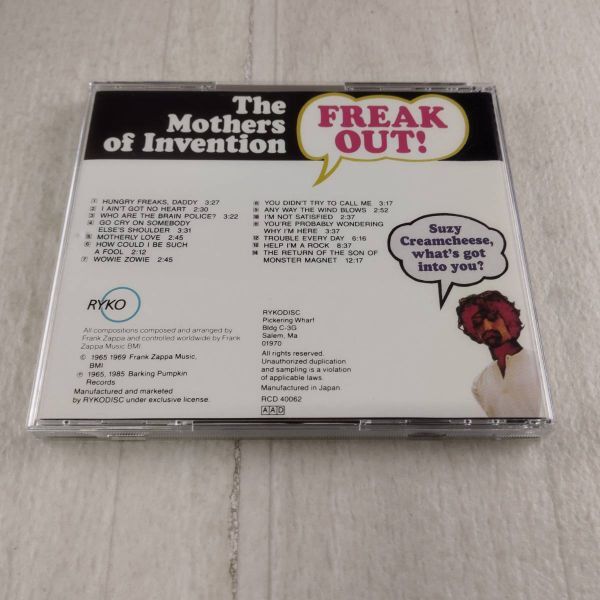 The
Mothers
of Invention
FREAK
OUT!
1 HUNGRY FREAKS, DADDY 3:27
2 I AIN'T GOT NO HEART 2:30
3 WHO ARE THE BRAIN POLICE? 3:22
4 GO CRY ON SOMEBODY
ELSE'S SHOULDER 3:31
5 MOTHERLY LOVE 2:45
6 HOW COULD I BE SUCH
A FOOL 2:12
7 WOWIE ZOWIE 2:45
8 YOU DIDN'T TRY TO CALL ME 3:17
9 ANY WAY THE WIND BLOWS 2:52
10 I'M NOT SATISFIED 2:37
11 YOU'RE PROBABLY WONDERING
WHY I'M HERE 3:37
12 TROUBLE EVERY DAY 6:16
13 HELP I'M A ROCK 8:37
14 THE RETURN OF THE SON OF
MONSTER MAGNET 12:17
Suzy
Creamcheese,
what's got
into you?
RYKO
All compositions composed and arranged by
Frank Zappa and controlled worldwide by Frank
Zappa Music BMI
© 1965 1969 Frank Zappa Music,
BMI
℗ 1965, 1985 Barking Pumpkin
Records
Manufactured and marketed
by RYKODISC under exclusive license.
RYKODISC
Pickering Wharf
Bldg C-3G
Salem, Ma
01970
All rights reserved.
Unauthorized duplication
and sampling is a violation
of applicable laws.
Manufactured in Japan.
RCD 40062
AAD